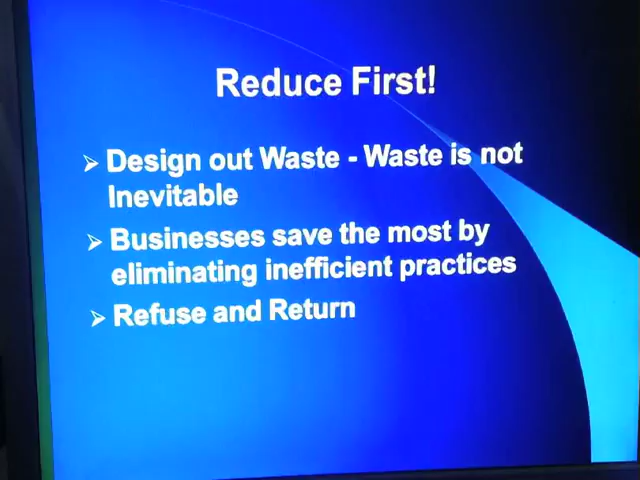 Reduce First!
Design out Waste - Waste is not
Inevitable
Businesses save the most by
eliminating inefficient practices
Refuse and Return